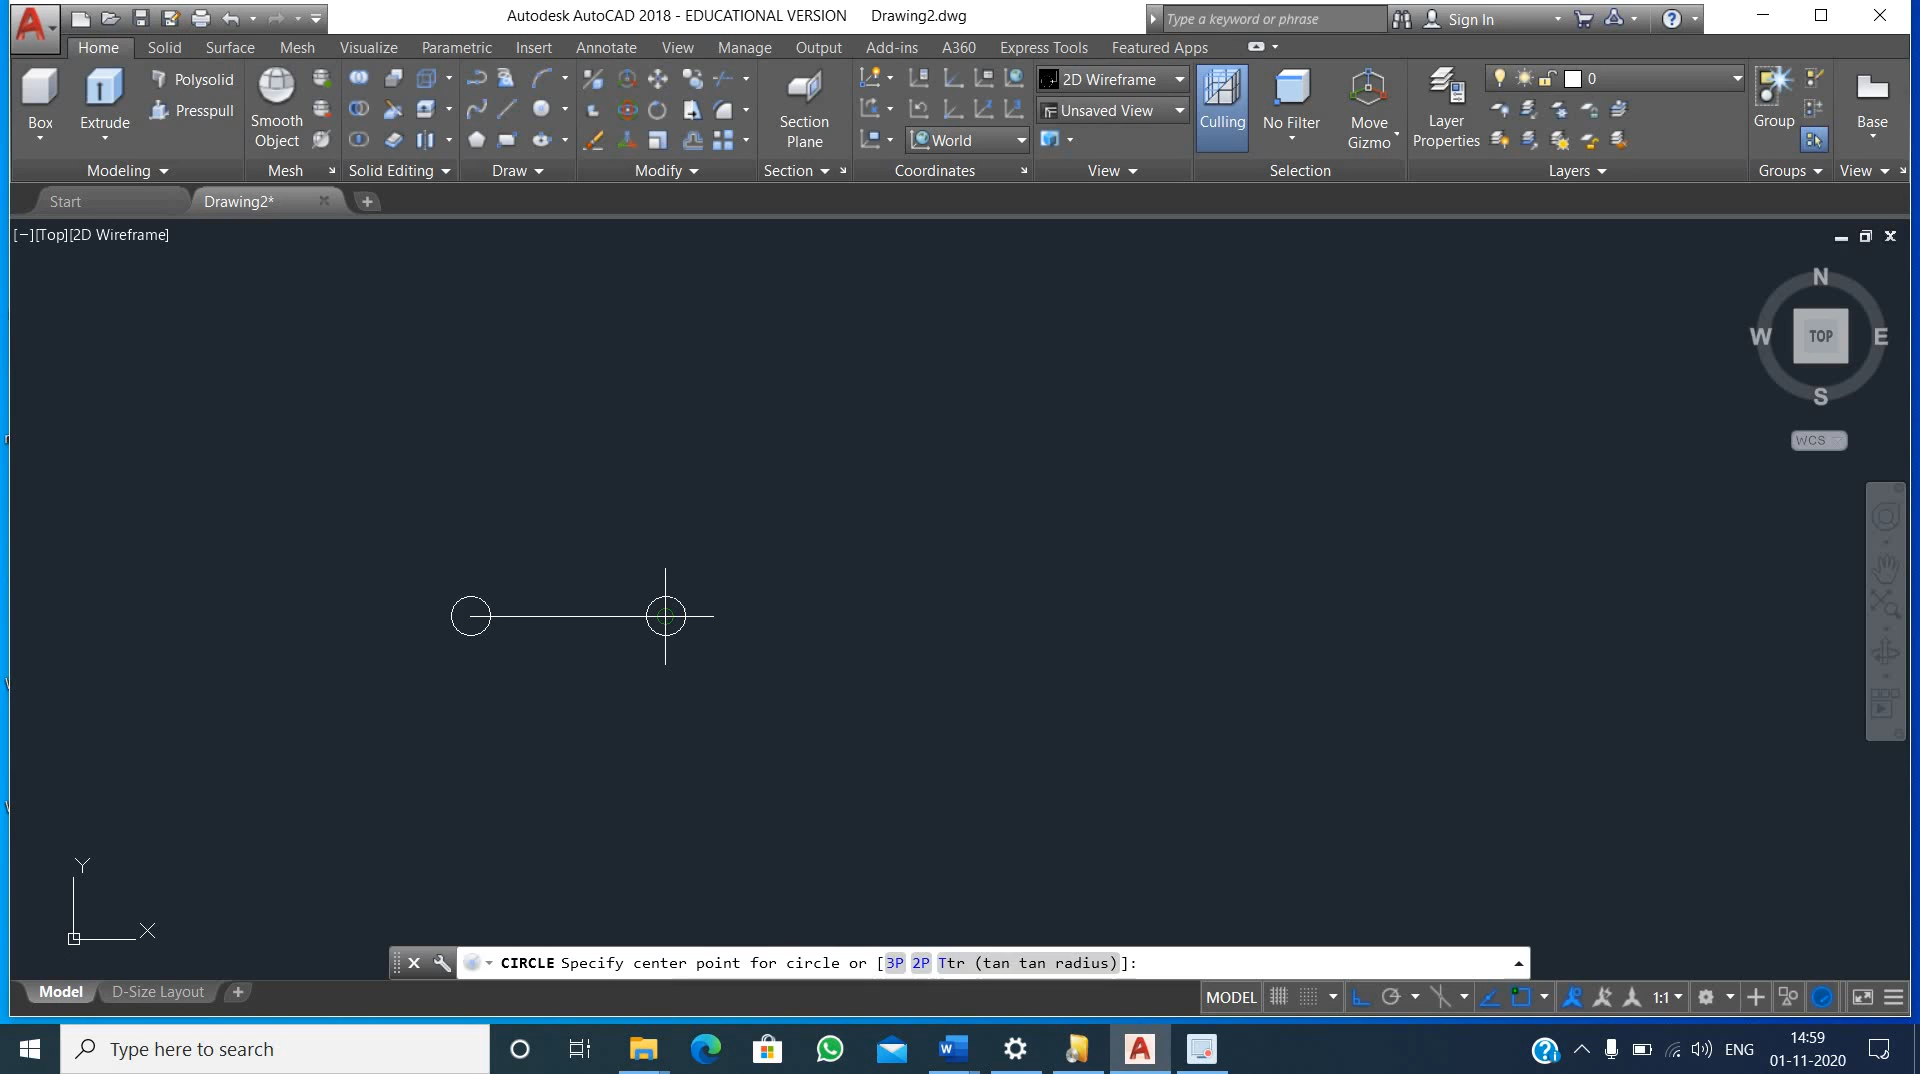 Autodesk AutoCAD 2018 - EDUCATIONAL VERSION Drawing2.dwg
Type a keyword or phrase
Sign In
Home Solid Surface Mesh Visualize Parametric Insert Annotate View Manage Output Add-ins A360 Express Tools Featured Apps
Box
Extrude
Polysolid
Presspull
Smooth
Object
Section
Plane
World
2D Wireframe
Unsaved View
Culling
No Filter
Move
Gizmo
Layer
Properties
0
Group
Base
Modeling Mesh Solid Editing Draw Modify Section Coordinates View Selection Layers Groups View
Start Drawing2*
[−][Top][2D Wireframe]
N
W TOP E
S
WCS
Y
X
CIRCLE Specify center point for circle or [3P 2P Ttr (tan tan radius)]:
Model D-Size Layout
MODEL 1:1
Type here to search
ENG
14:59
01-11-2020